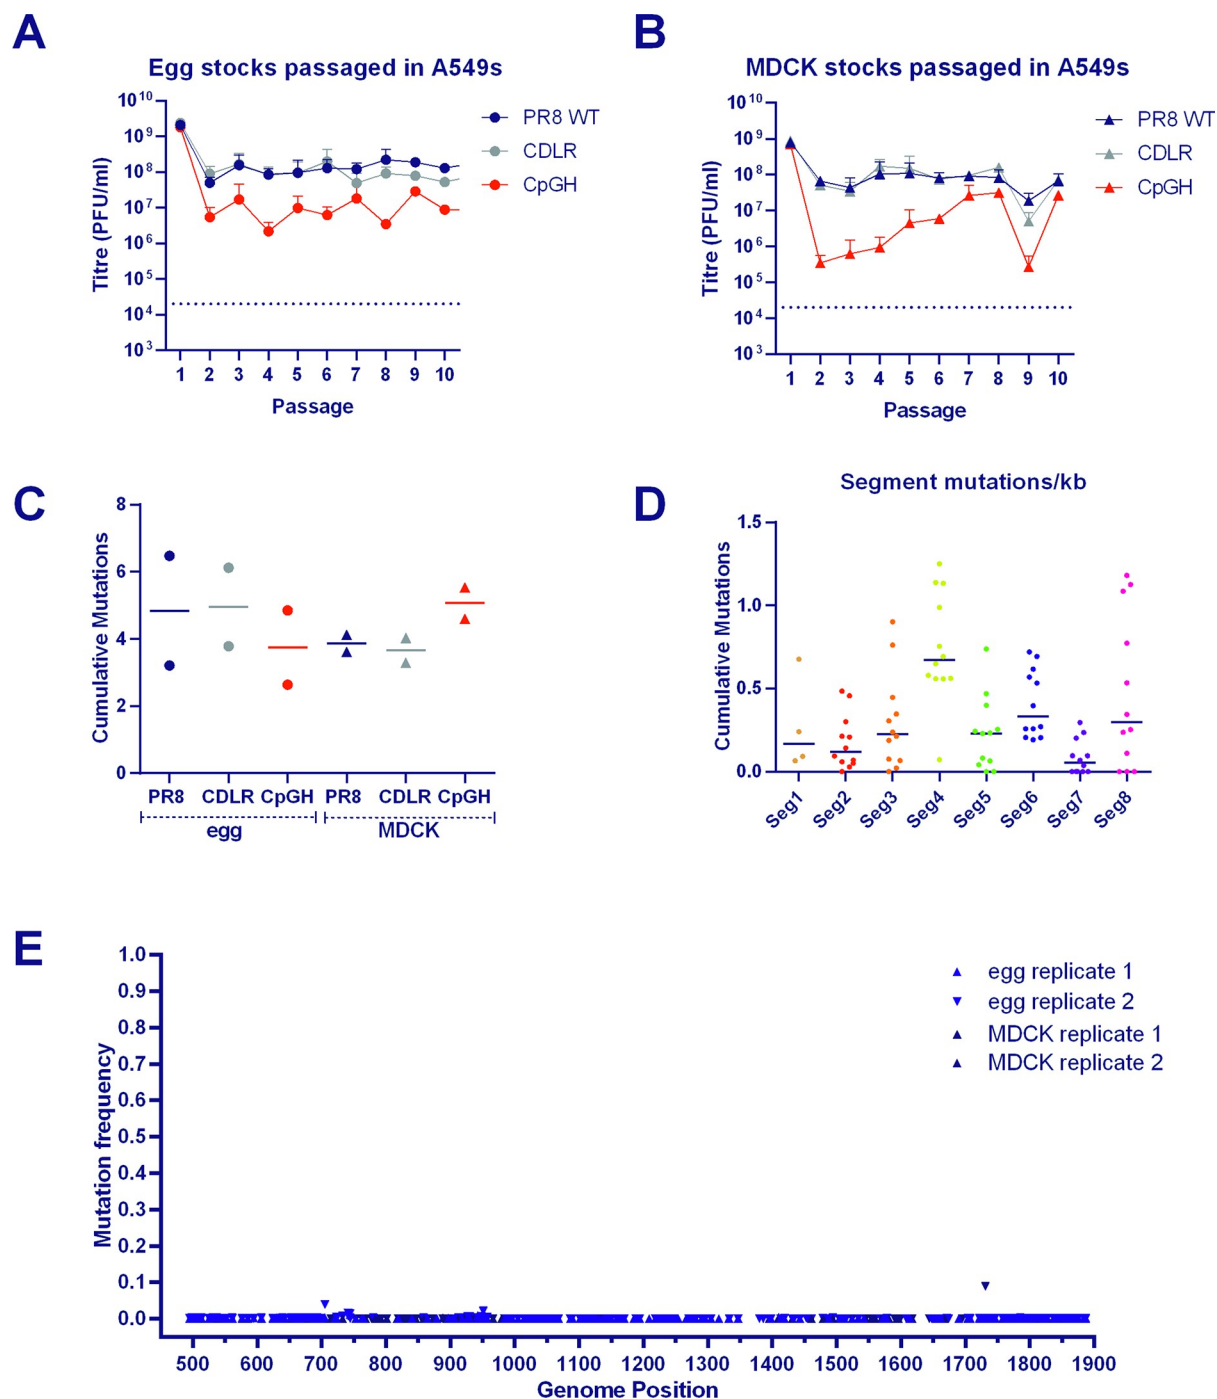 A
Egg stocks passaged in A549s
Titre (PFU/ml)
10^10
10^9
10^8
10^7
10^6
10^5
10^4
10^3
1 2 3 4 5 6 7 8 9 10
Passage
PR8 WT
CDLR
CpGH
B
MDCK stocks passaged in A549s
Titre (PFU/ml)
10^10
10^9
10^8
10^7
10^6
10^5
10^4
10^3
1 2 3 4 5 6 7 8 9 10
Passage
PR8 WT
CDLR
CpGH
C
Cumulative Mutations
8
6
4
2
0
PR8 CDLR CpGH PR8 CDLR CpGH
egg MDCK
D
Segment mutations/kb
Cumulative Mutations
1.5
1.0
0.5
0.0
Seg1 Seg2 Seg3 Seg4 Seg5 Seg6 Seg7 Seg8
E
Mutation frequency
1.0
0.9
0.8
0.7
0.6
0.5
0.4
0.3
0.2
0.1
0.0
500 600 700 800 900 1000 1100 1200 1300 1400 1500 1600 1700 1800 1900
Genome Position
egg replicate 1
egg replicate 2
MDCK replicate 1
MDCK replicate 2